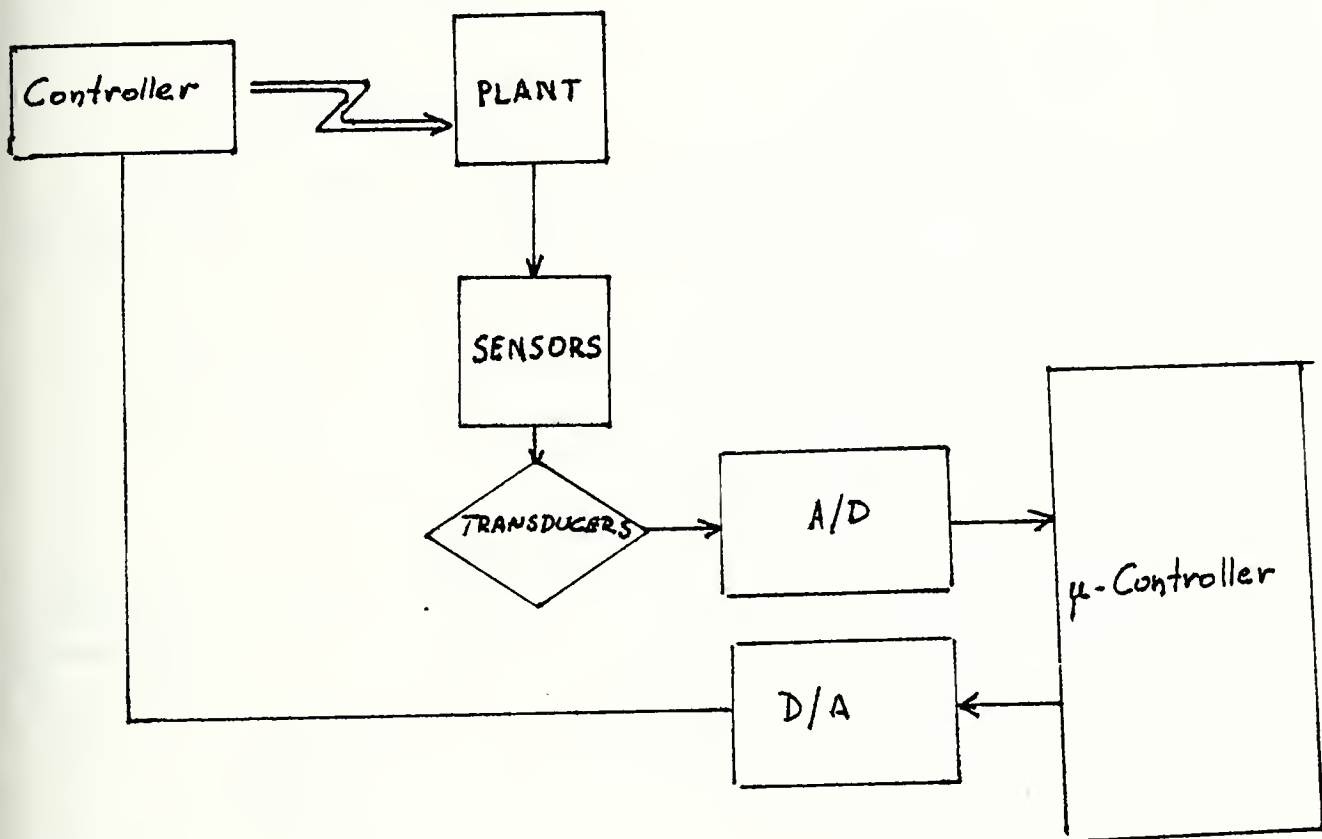 Controller
PLANT
SENSORS
TRANSDUCERS
A/D
μ-Controller
D/A